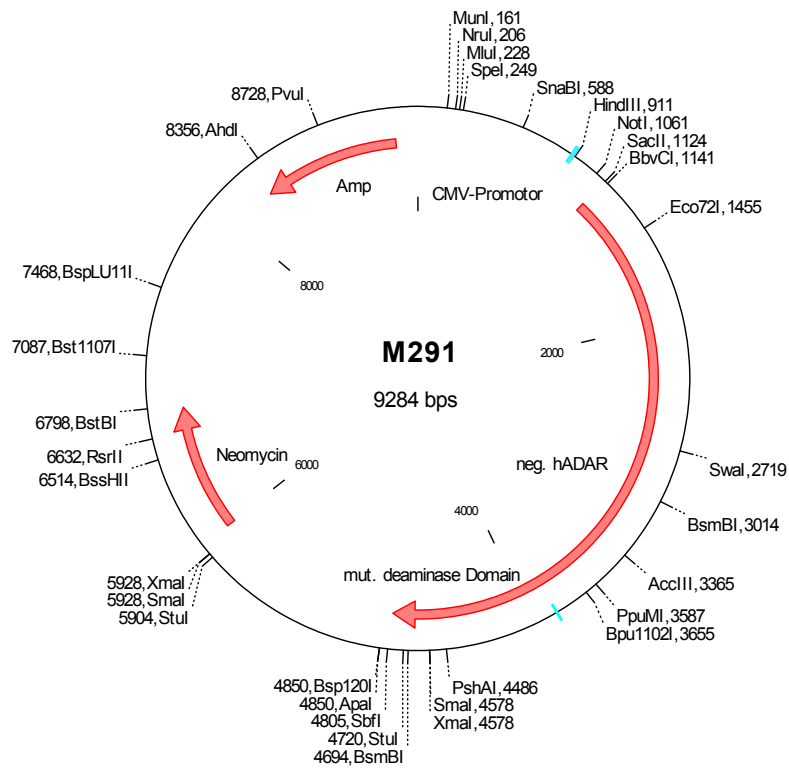 MunI, 161
NruI, 206
MluI, 228
SpeI, 249
SnaBI, 588
HindIII, 911
NotI, 1061
SacII, 1124
BbvCI, 1141
Eco72I, 1455
8728, PvuI
8356, AhdI
Amp
CMV-Promotor
7468, BspLU11I
8000
7087, Bst1107I
M291
2000
9284 bps
6798, BstBI
6632, RsrII
6514, BssHII
Neomycin
6000
neg. hADAR
SwaI, 2719
BsmBI, 3014
4000
mut. deaminase Domain
AccIII, 3365
5928, XmaI
5928, SmaI
5904, StuI
PpuMI, 3587
Bpu1102I, 3655
4850, Bsp120I
4850, ApaI
4805, SbfI
4720, StuI
4694, BsmBI
PshAI, 4486
SmaI, 4578
XmaI, 4578